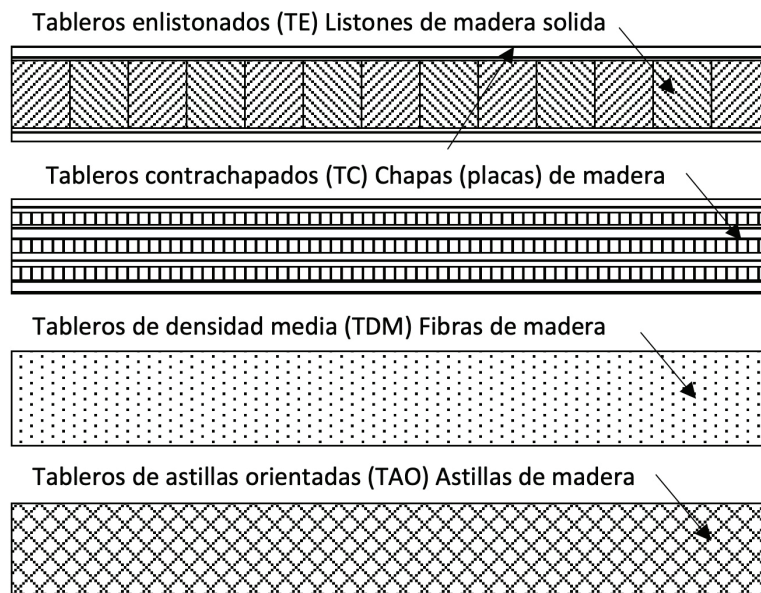 Tableros enlistonados (TE) Listones de madera solida
Tableros contrachapados (TC) Chapas (placas) de madera
Tableros de densidad media (TDM) Fibras de madera
Tableros de astillas orientadas (TAO) Astillas de madera